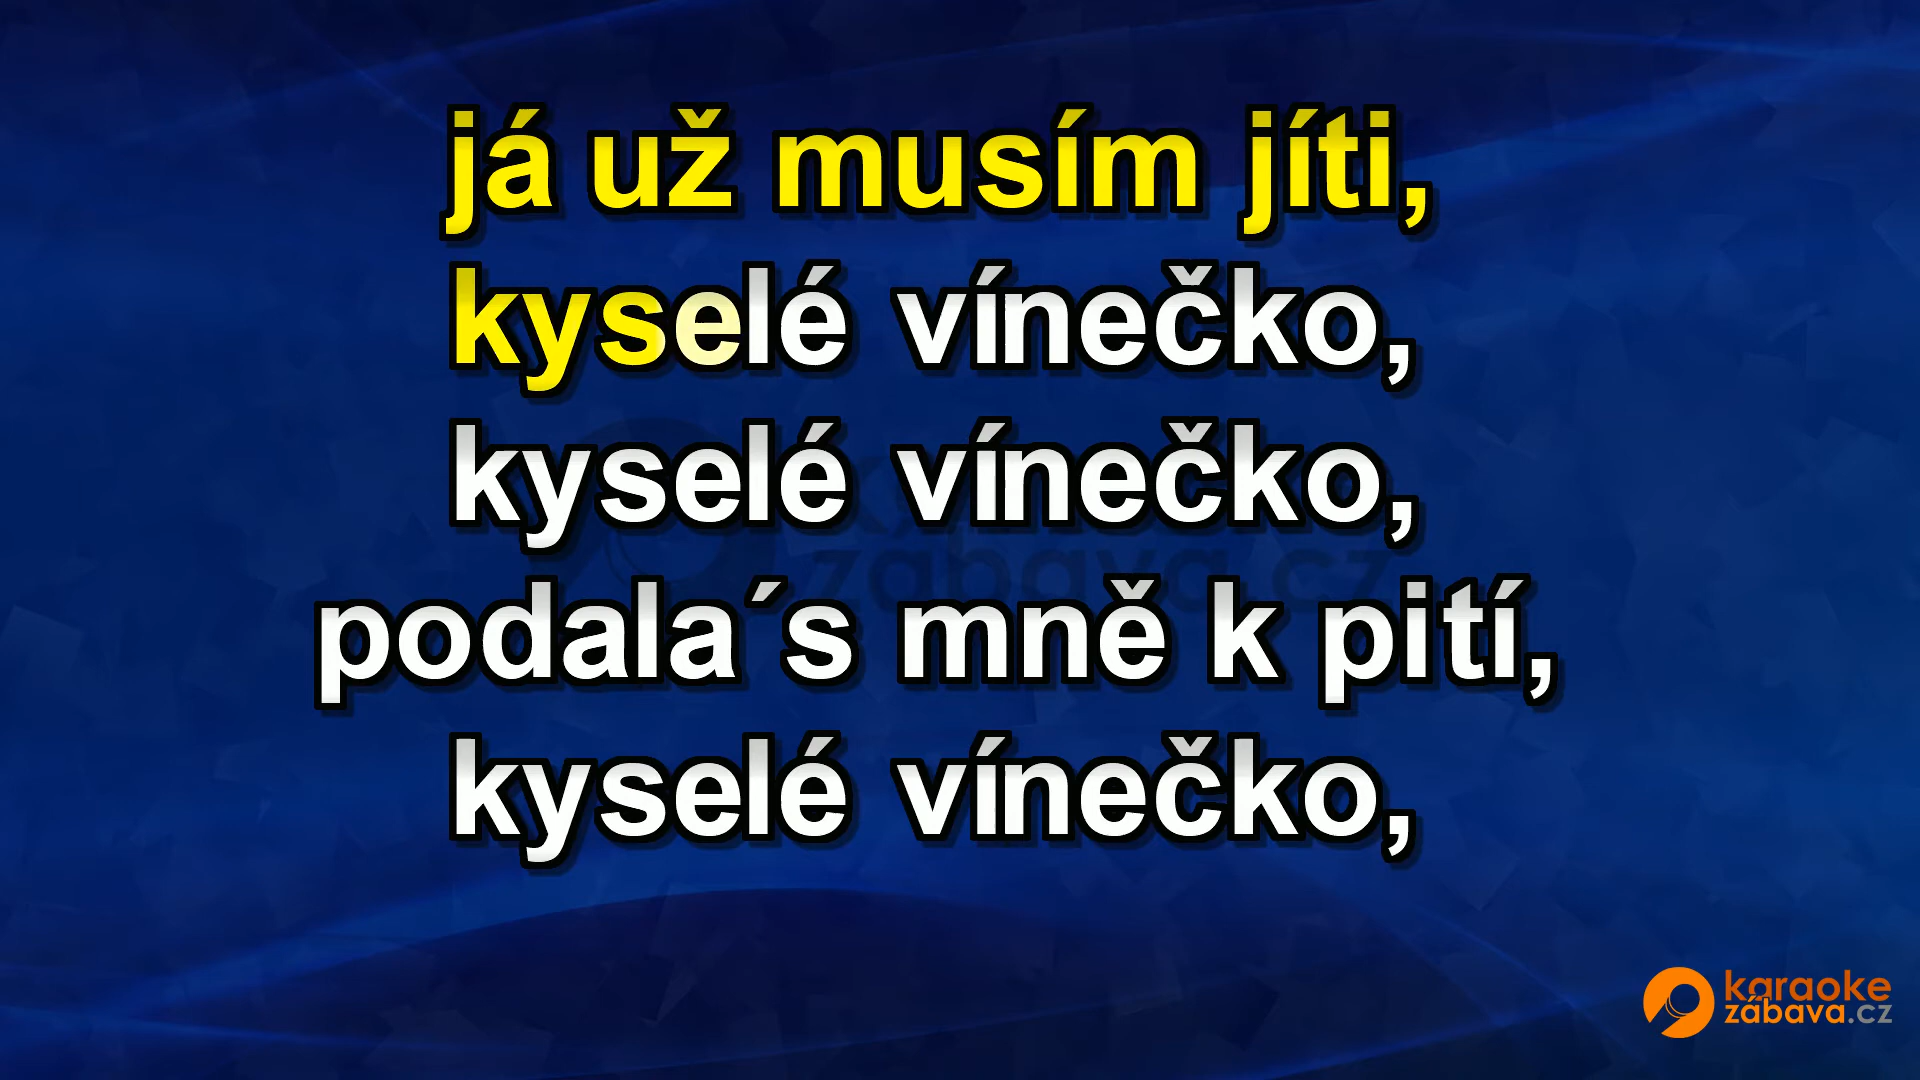 já už musím jíti,
kyselé vínečko,
kyselé vínečko,
podala´s mně k pití,
kyselé vínečko,
karaoke
zábava.cz